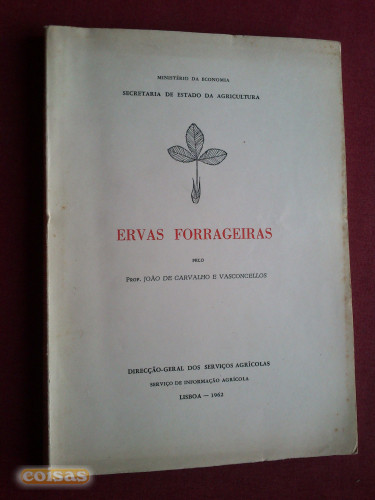 MINISTÉRIO DA ECONOMIA
SECRETARIA DE ESTADO DA AGRICULTURA
ERVAS FORRAGEIRAS
PELO
PROF. JOÃO DE CARVALHO E VASCONCELLOS
DIRECÇÃO-GERAL DOS SERVIÇOS AGRÍCOLAS
SERVIÇO DE INFORMAÇÃO AGRÍCOLA
LISBOA — 1962
coisas